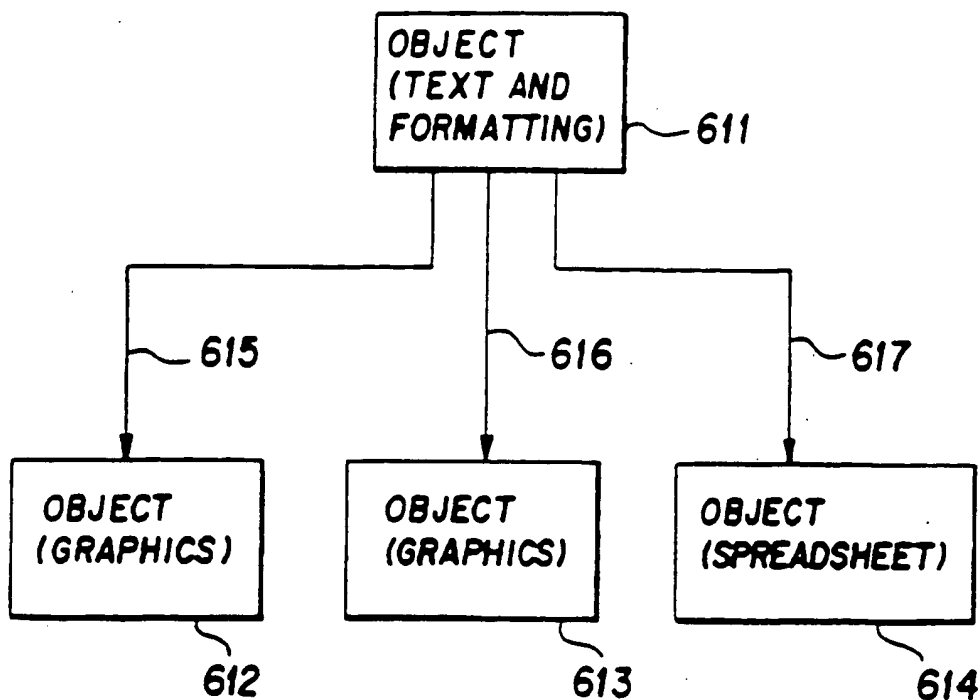 OBJECT
(TEXT AND
FORMATTING)
611
615
616
617
OBJECT
(GRAPHICS)
OBJECT
(GRAPHICS)
OBJECT
(SPREADSHEET)
612
613
614